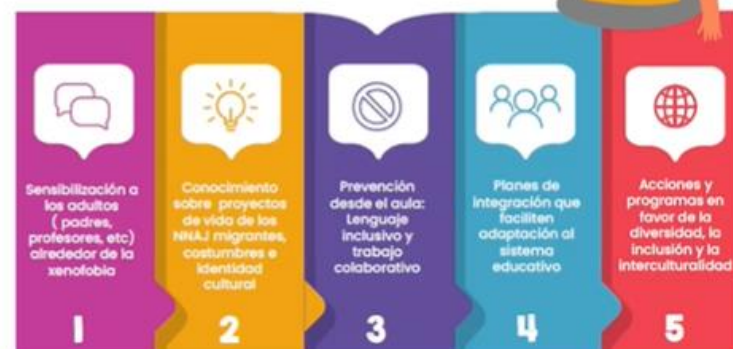 Sensibilización a
los adultos
( padres,
profesores, etc)
alrededor de la
xenofobia
1
Conocimiento
sobre proyectos
de vida de los
NNAJ migrantes,
costumbres e
identidad
cultural
2
Prevención
desde el aula:
Lenguaje
inclusivo y
trabajo
colaborativo
3
Planes de
integración que
faciliten
adaptación al
sistema
educativo
4
Acciones y
programas en
favor de la
diversidad, la
inclusión y la
interculturalidad
5